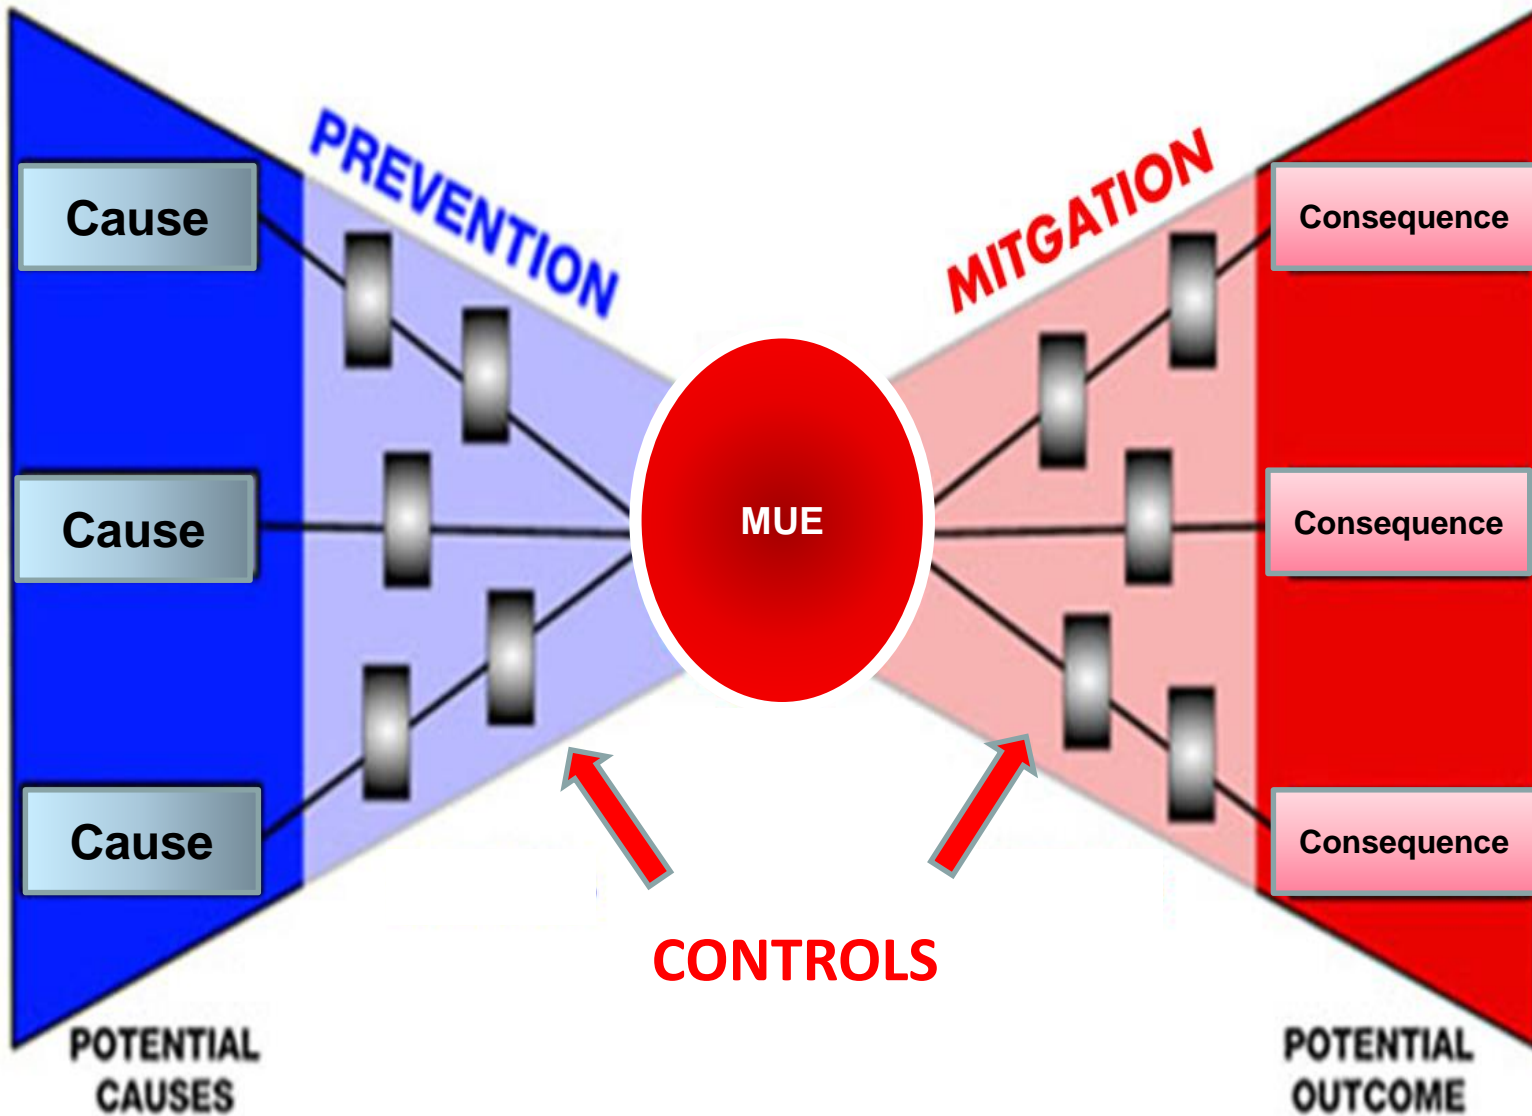 PREVENTION
MITGATION
Cause
Consequence
Cause
MUE
Consequence
Cause
Consequence
CONTROLS
POTENTIAL
CAUSES
POTENTIAL
OUTCOME